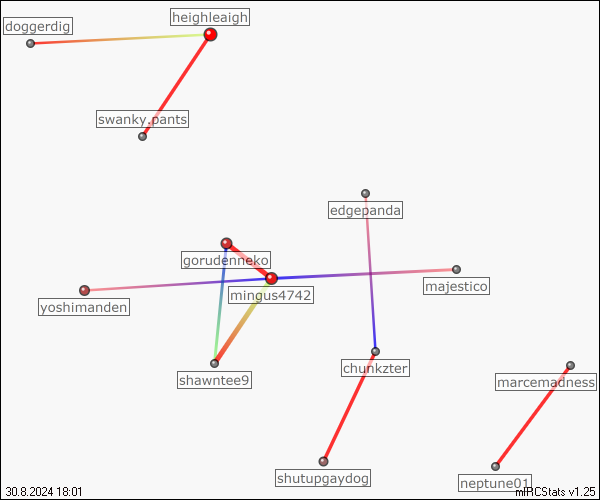 heighleaigh
doggerdig
swanky.pants
edgepanda
gorudenneko
majestico
mingus4742
yoshimanden
chunkzter
shawntee9
marcemadness
shutupgaydog
neptune01
30.8.2024 18:01
mIRCStats v1.25